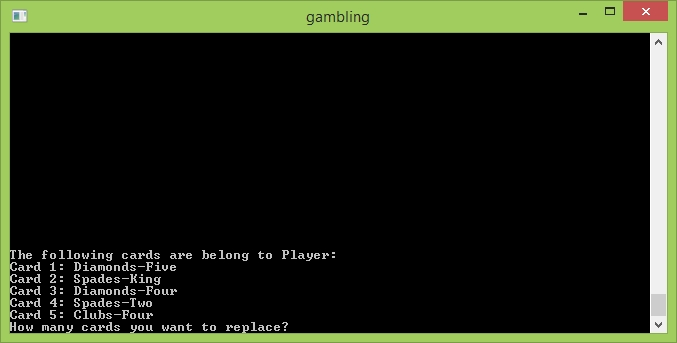 gambling
The following cards are belong to Player:
Card 1: Diamonds-Five
Card 2: Spades-King
Card 3: Diamonds-Four
Card 4: Spades-Two
Card 5: Clubs-Four
How many cards you want to replace?